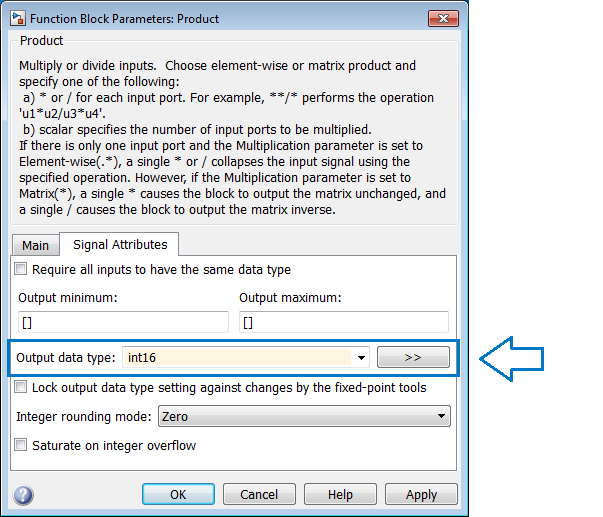 Function Block Parameters: Product
Product
Multiply or divide inputs.  Choose element-wise or matrix product and
specify one of the following:
a) * or / for each input port. For example, **/* performs the operation
'u1*u2/u3*u4'.
b) scalar specifies the number of input ports to be multiplied.
If there is only one input port and the Multiplication parameter is set to
Element-wise(.*), a single * or / collapses the input signal using the
specified operation. However, if the Multiplication parameter is set to
Matrix(*), a single * causes the block to output the matrix unchanged, and
a single / causes the block to output the matrix inverse.
Main Signal Attributes
Require all inputs to have the same data type
Output minimum: Output maximum:
[] []
Output data type: int16 >>
Lock output data type setting against changes by the fixed-point tools
Integer rounding mode: Zero
Saturate on integer overflow
? OK Cancel Help Apply